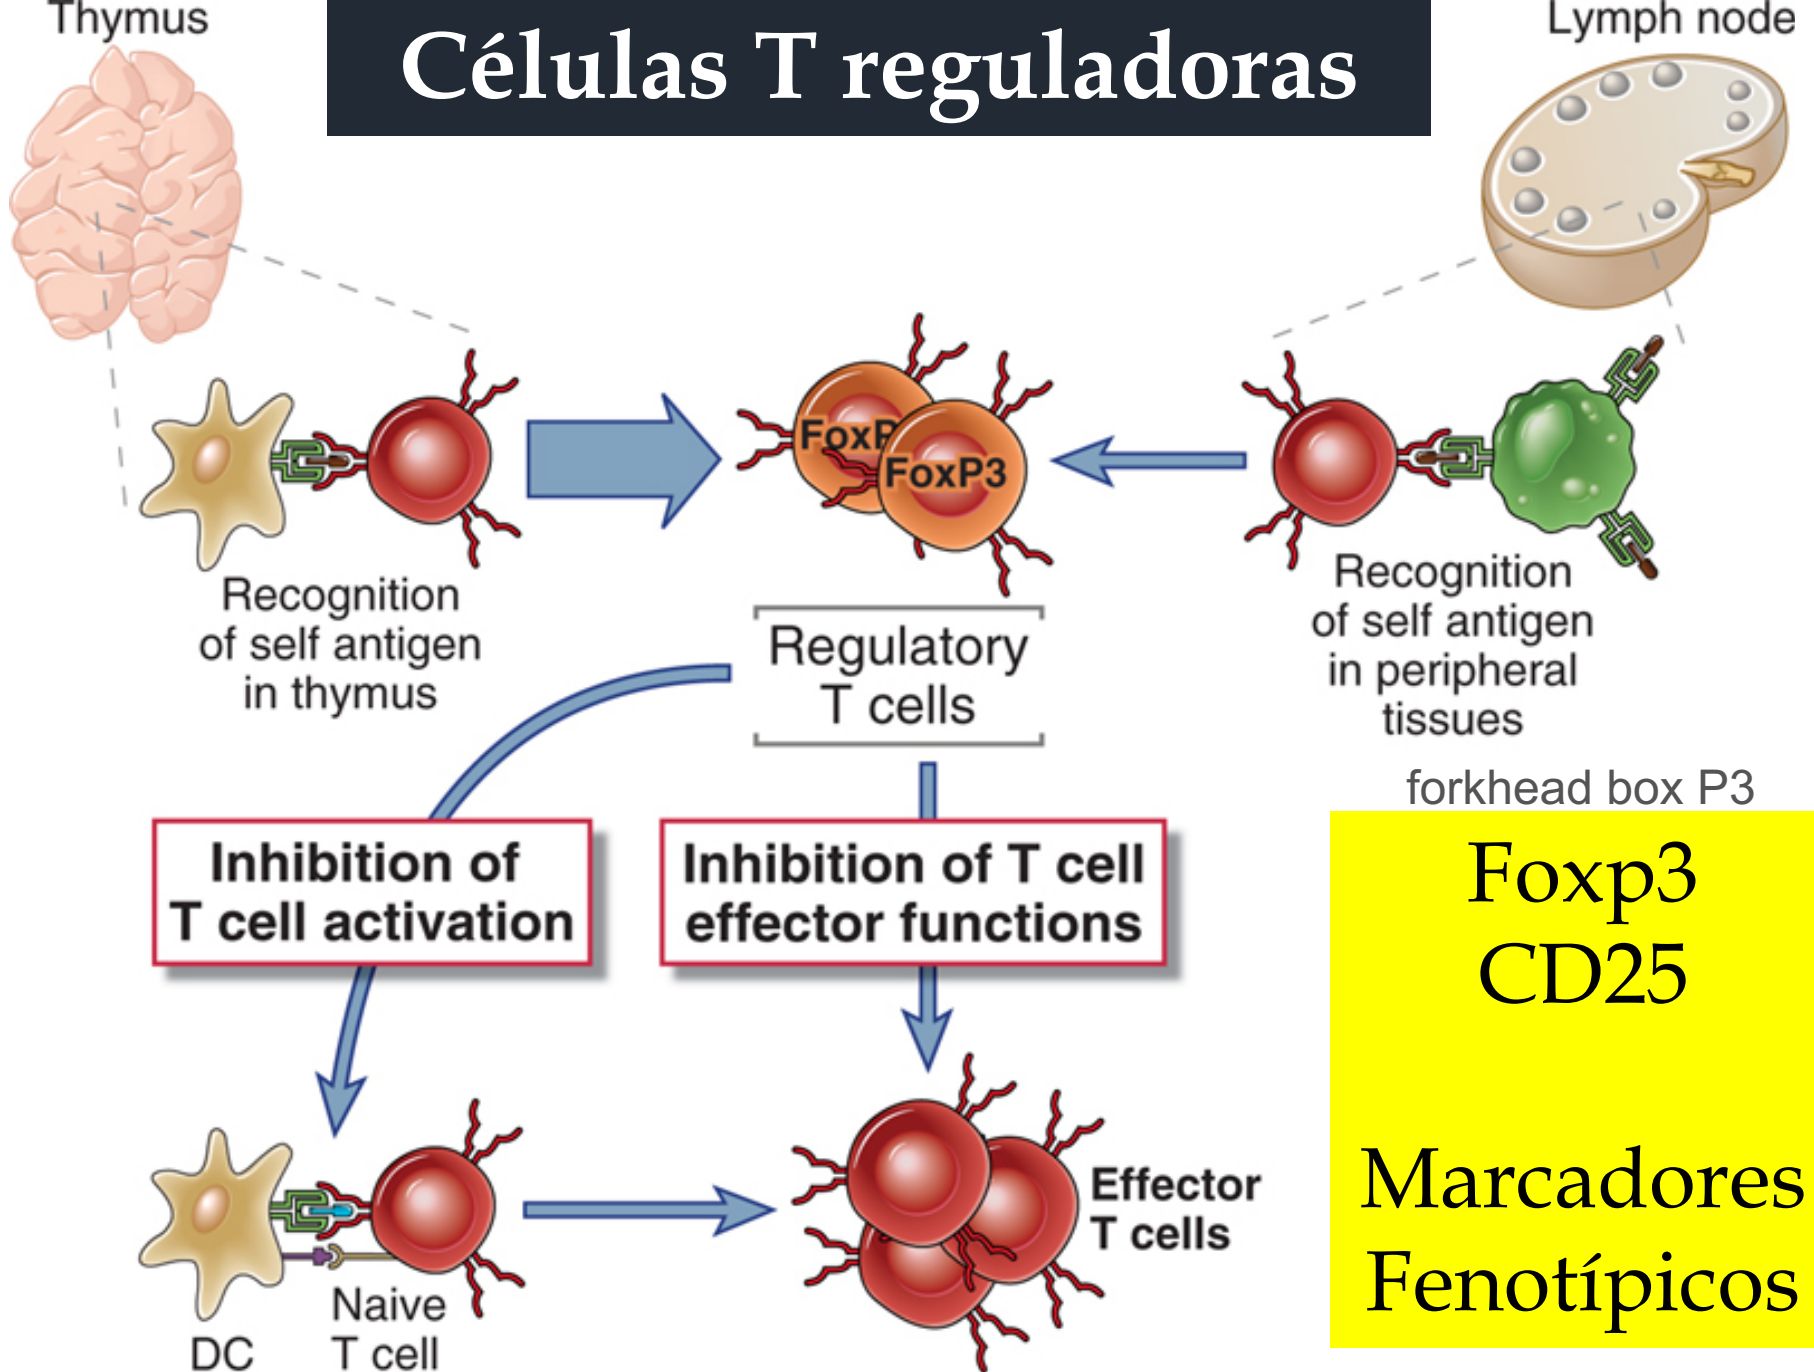 Thymus
Células T reguladoras
Lymph node
FoxP
FoxP3
Recognition
of self antigen
in thymus
Regulatory
T cells
Recognition
of self antigen
in peripheral
tissues
forkhead box P3
Inhibition of
T cell activation
Inhibition of T cell
effector functions
Foxp3
CD25
Marcadores
Fenotípicos
Effector
T cells
DC
Naive
T cell